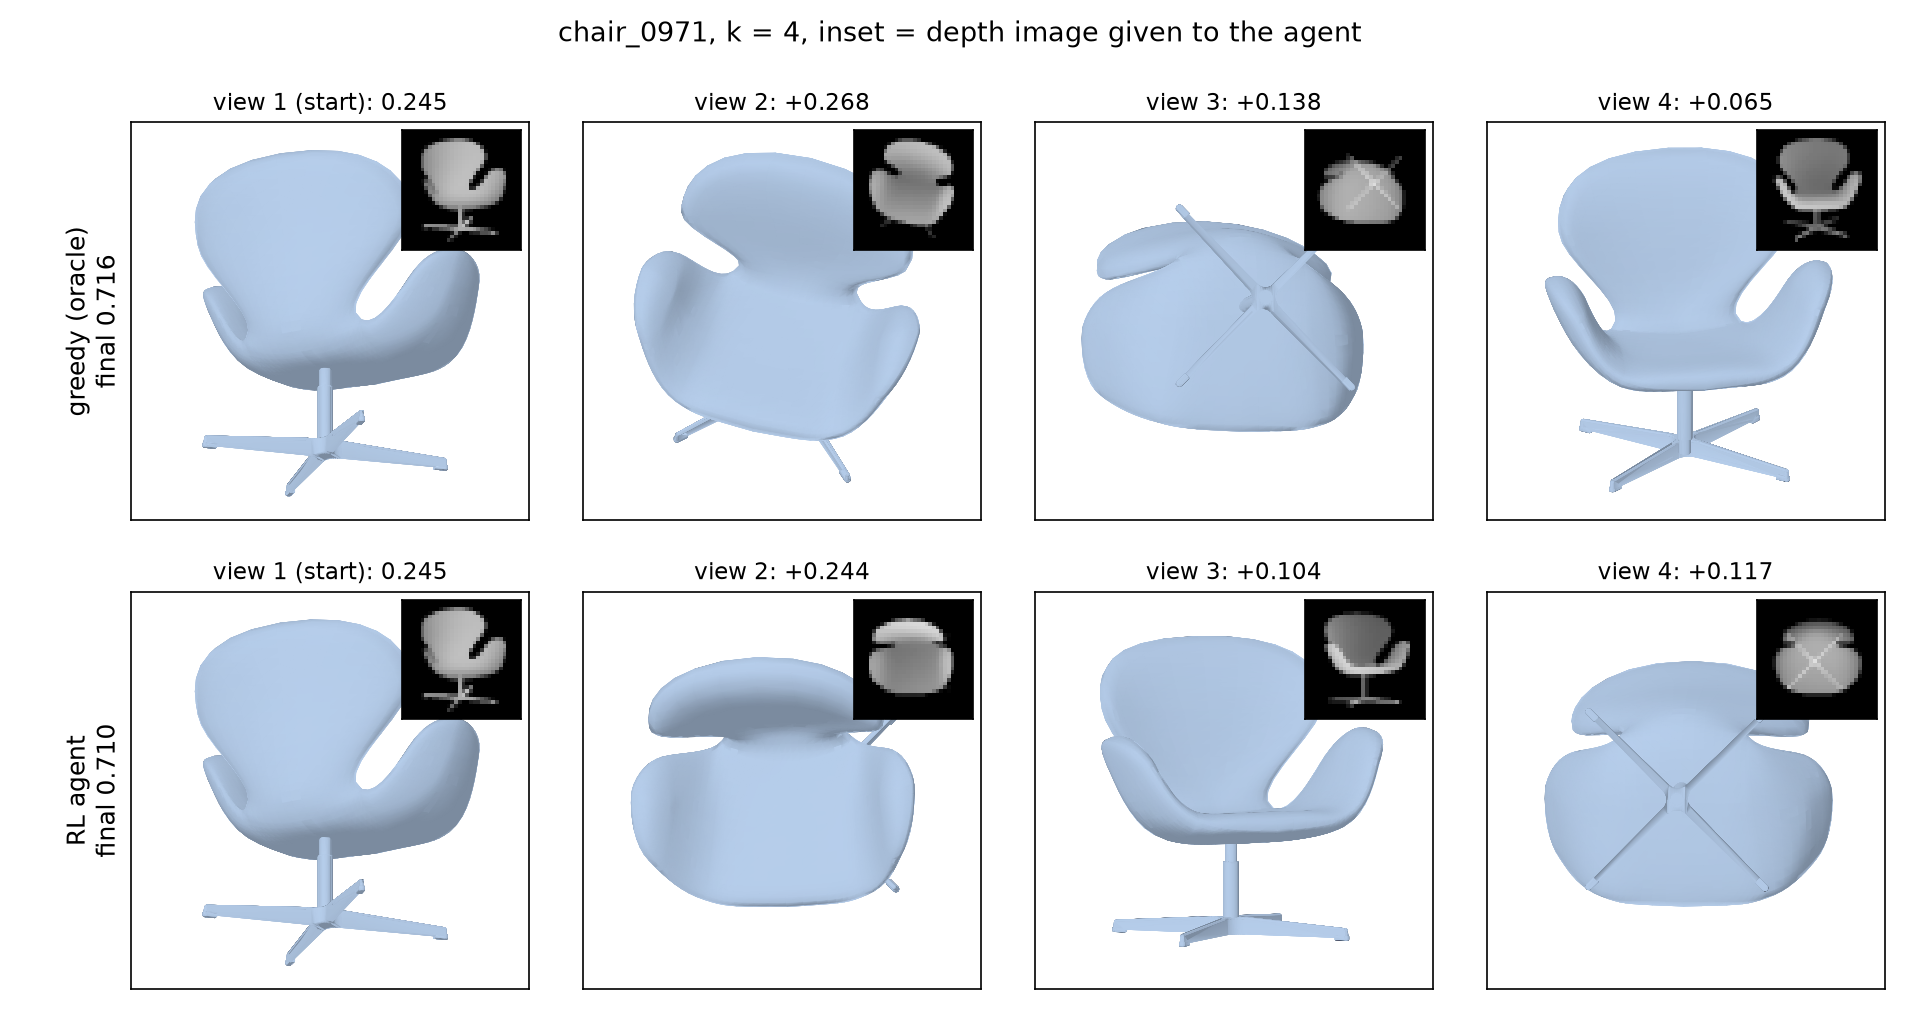 chair_0971, k = 4, inset = depth image given to the agent
view 1 (start): 0.245
view 2: +0.268
view 3: +0.138
view 4: +0.065
greedy (oracle)
final 0.716
view 1 (start): 0.245
view 2: +0.244
view 3: +0.104
view 4: +0.117
RL agent
final 0.710